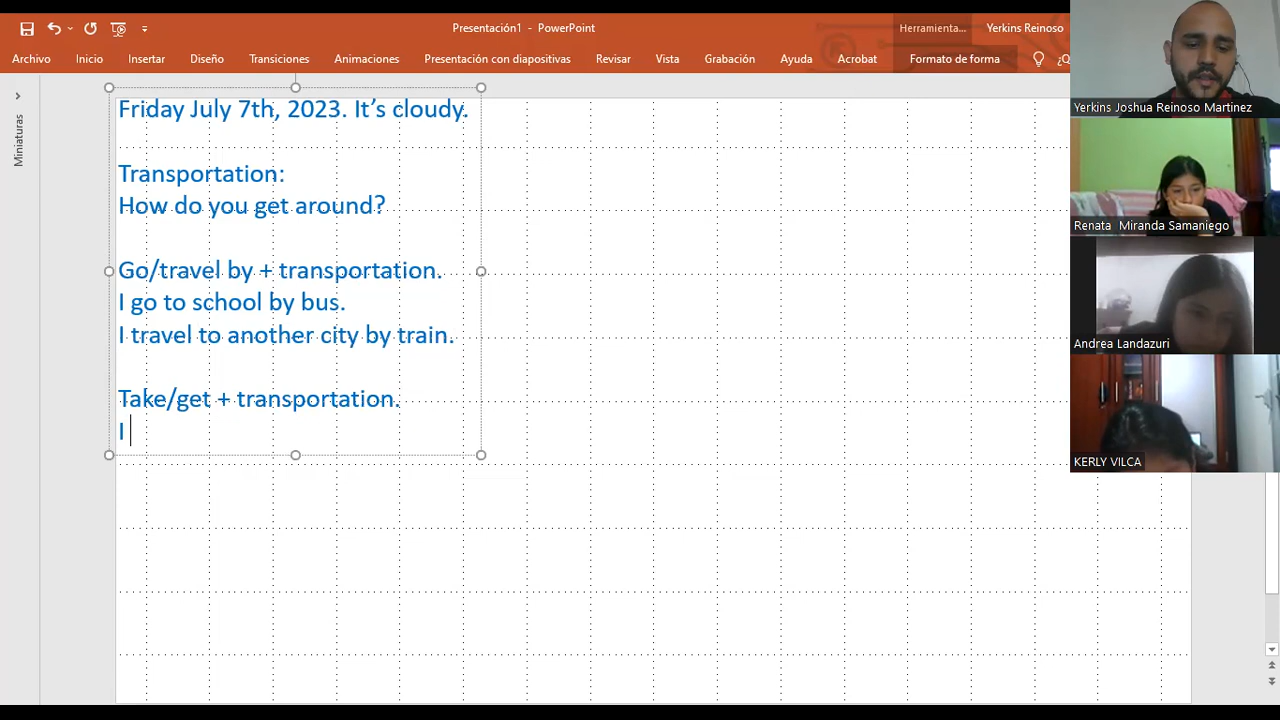 Presentación1 - PowerPoint
Herramienta...
Yerkins Reinoso
Archivo
Inicio
Insertar
Diseño
Transiciones
Animaciones
Presentación con diapositivas
Revisar
Vista
Grabación
Ayuda
Acrobat
Formato de forma
¿Q
Miniaturas
Friday July 7th, 2023. It’s cloudy.
Transportation:
How do you get around?
Go/travel by + transportation.
I go to school by bus.
I travel to another city by train.
Take/get + transportation.
I
Yerkins Joshua Reinoso Martinez
Renata Miranda Samaniego
Andrea Landazuri
KERLY VILCA